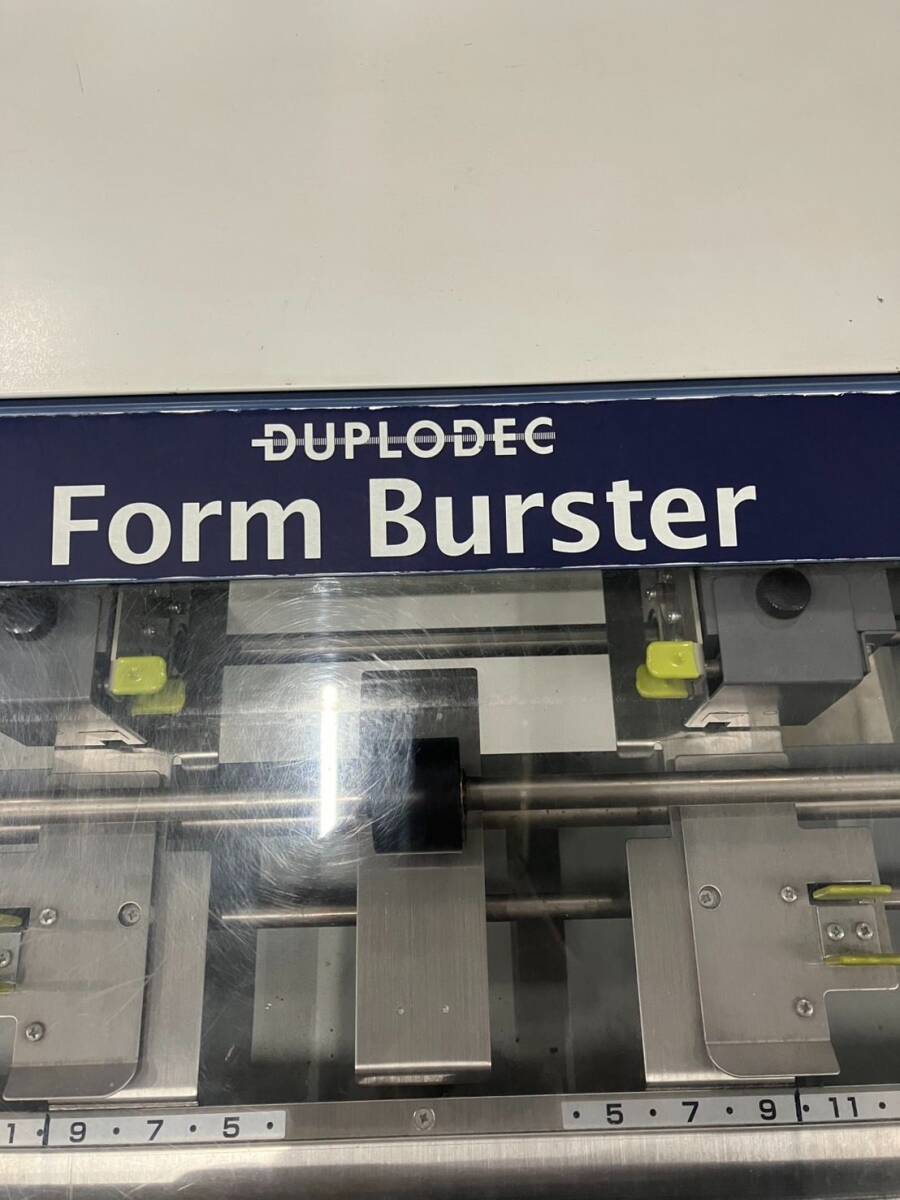 DUPLODEC
Form Burster
1 · 9 · 7 · 5 · · 5 · 7 · 9 · 11 ·